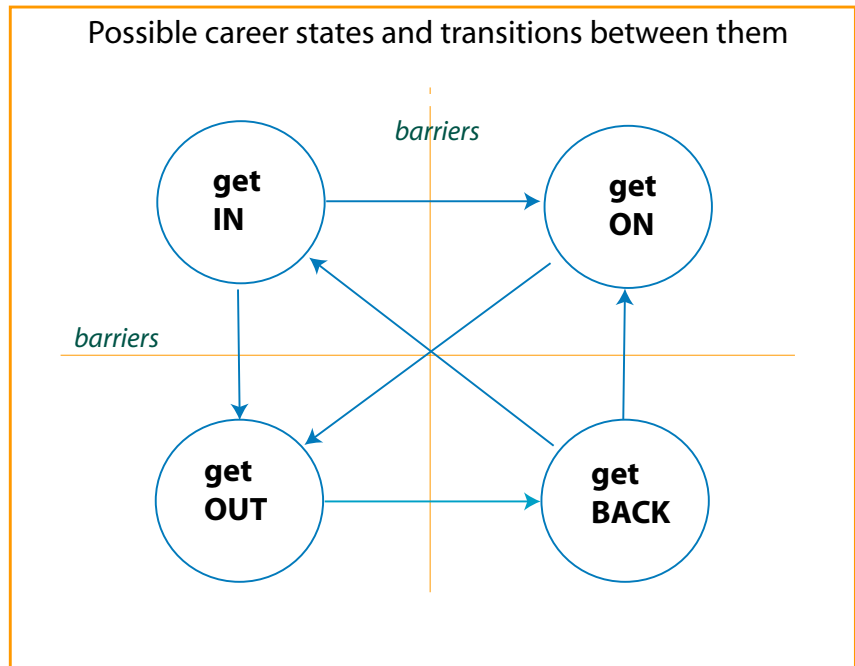 Possible career states and transitions between them
barriers
get
IN
get
ON
barriers
get
OUT
get
BACK